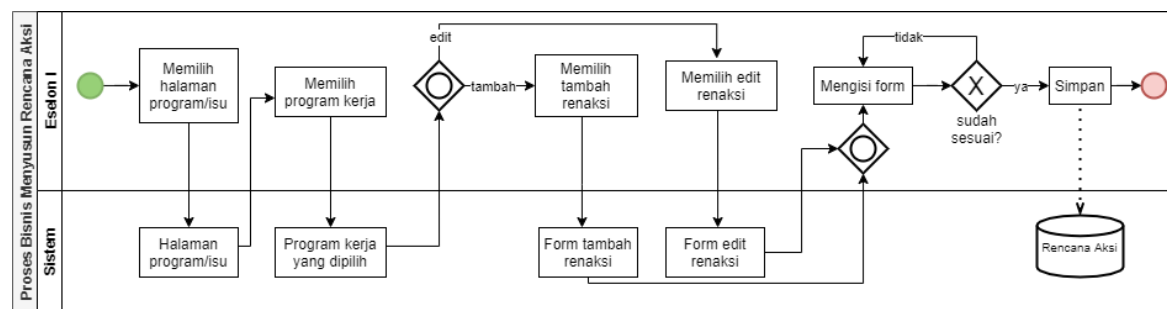 Proses Bisnis Menyusun Rencana Aksi
Eselon I
Memilih
halaman
program/isu
Memilih
program kerja
edit
tambah
Memilih
tambah
renaksi
Memilih edit
renaksi
Mengisi form
tidak
X
sudah
sesuai?
ya
Simpan
Sistem
Halaman
program/isu
Program kerja
yang dipilih
Form tambah
renaksi
Form edit
renaksi
Rencana Aksi